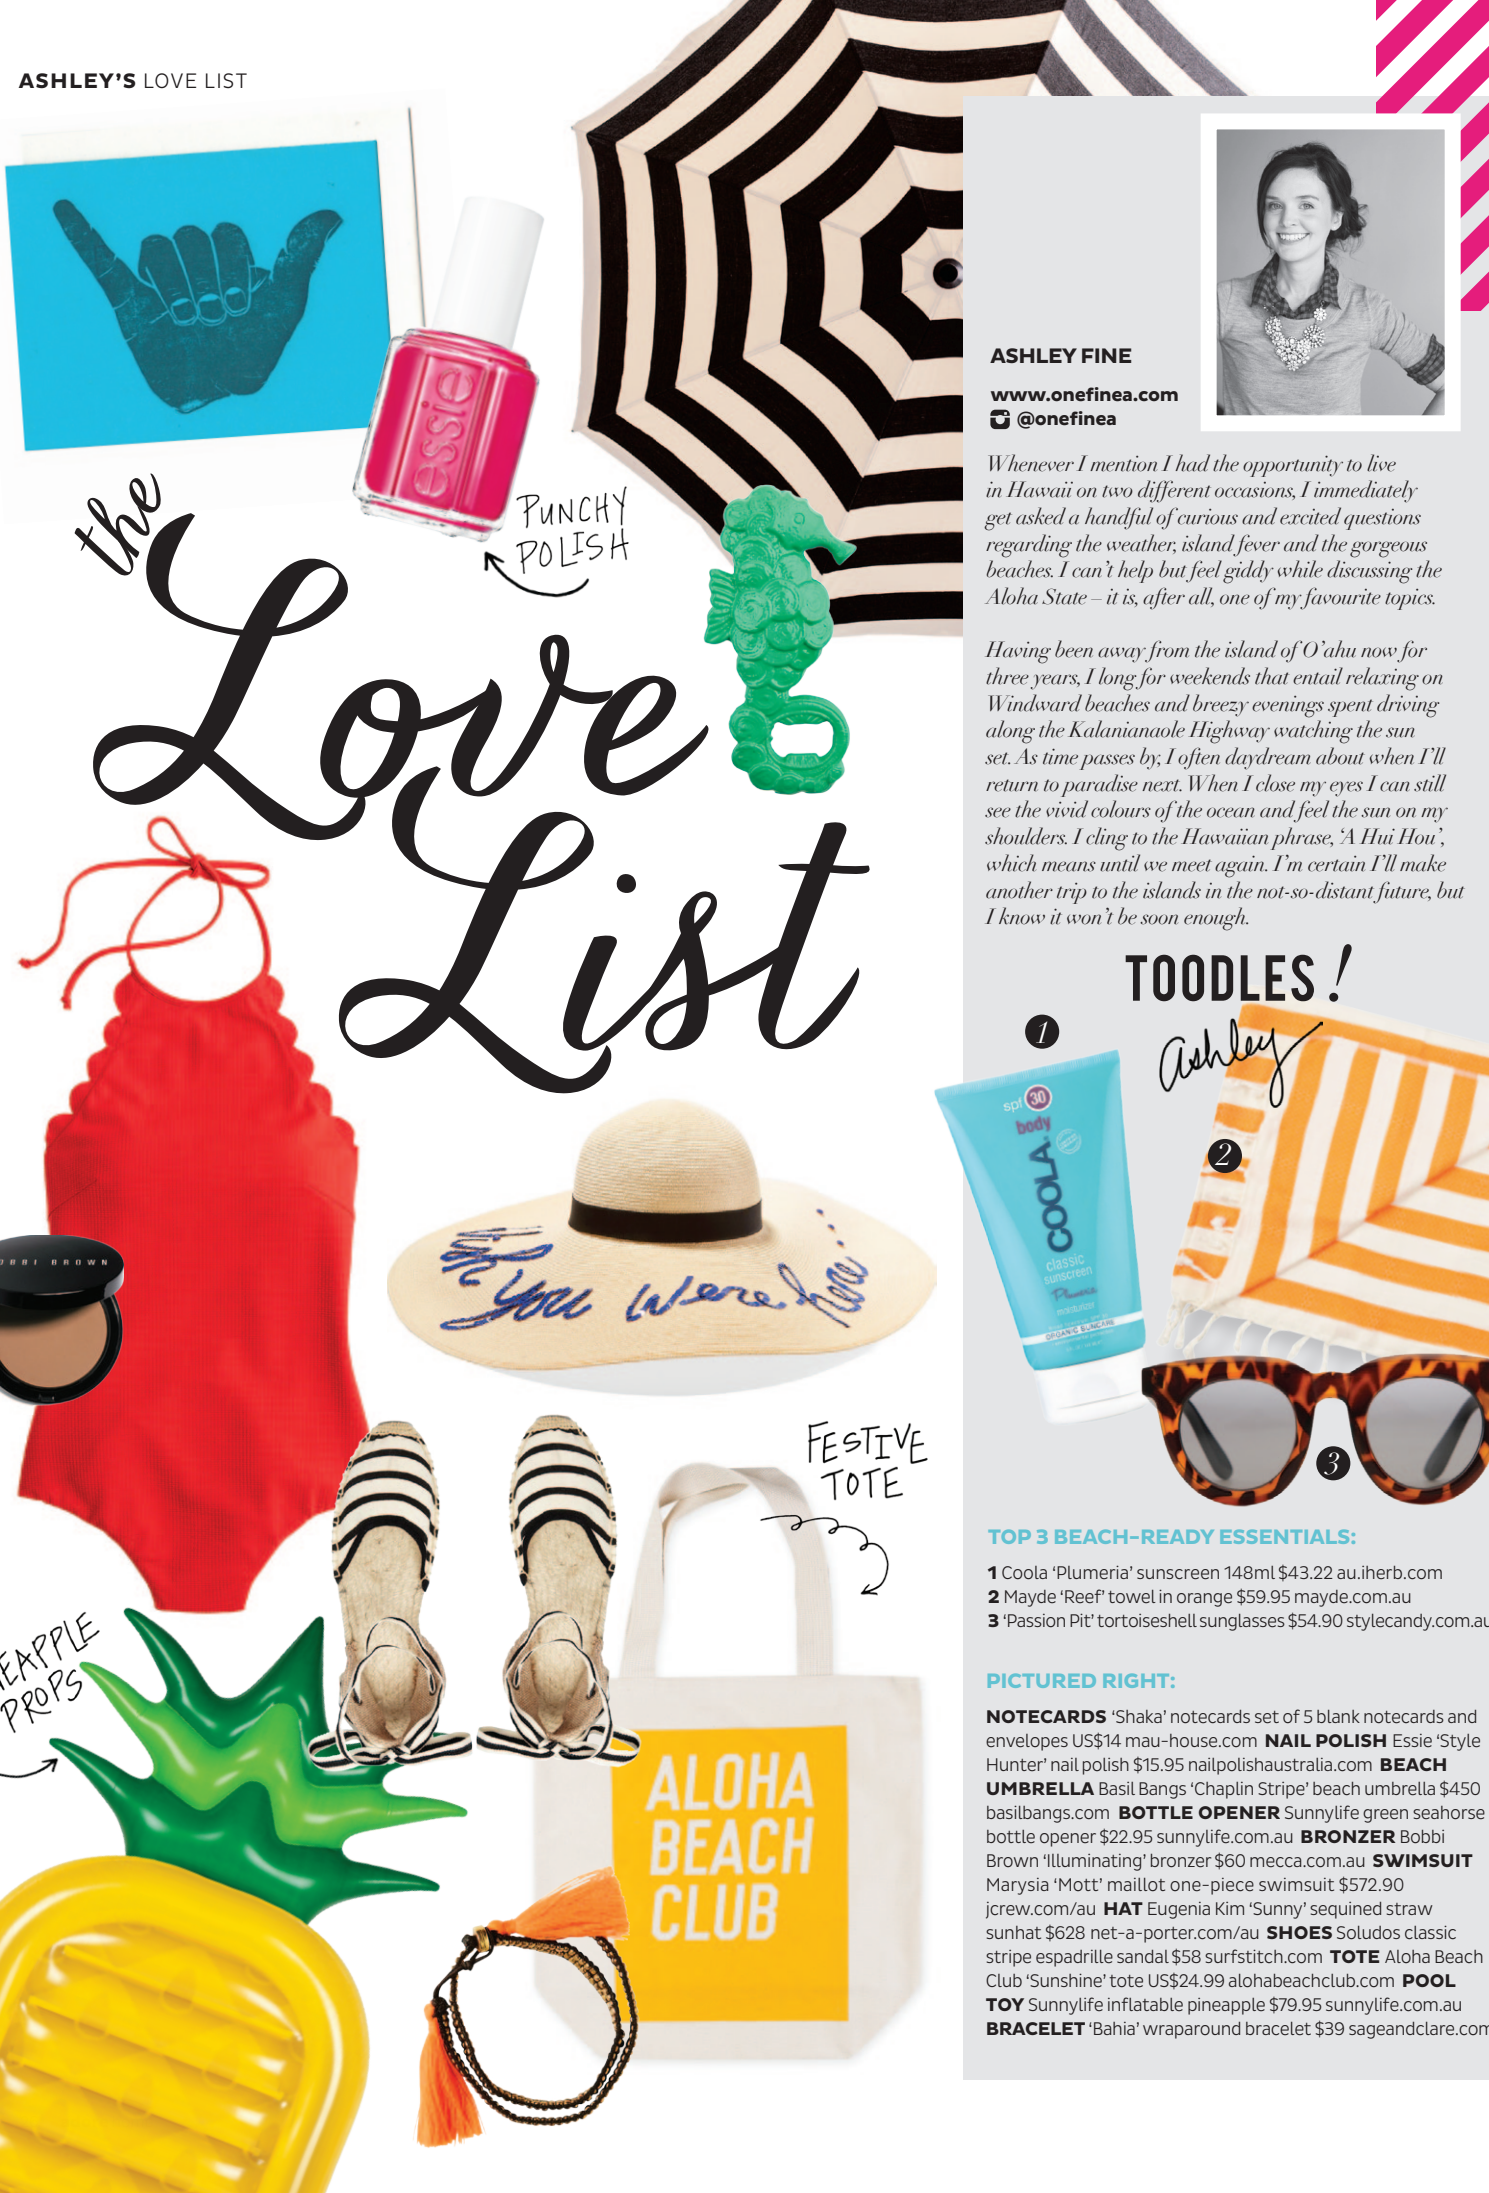 ASHLEY'S LOVE LIST
essie
PUNCHY
POLISH
the
Love
List
BOBBI BROWN
Wish you were here...
FESTIVE
TOTE
PROPS
ALOHA
BEACH
CLUB
ASHLEY FINE
www.onefinea.com
@onefinea
Whenever I mention I had the opportunity to live
in Hawaii on two different occasions, I immediately
get asked a handful of curious and excited questions
regarding the weather, island fever and the gorgeous
beaches. I can't help but feel giddy while discussing the
Aloha State – it is, after all, one of my favourite topics.
Having been away from the island of O'ahu now for
three years, I long for weekends that entail relaxing on
Windward beaches and breezy evenings spent driving
along the Kalanianaole Highway watching the sun
set. As time passes by, I often daydream about when I'll
return to paradise next. When I close my eyes I can still
see the vivid colours of the ocean and feel the sun on my
shoulders. I cling to the Hawaiian phrase, 'A Hui Hou',
which means until we meet again. I'm certain I'll make
another trip to the islands in the not-so-distant future, but
I know it won't be soon enough.
TOODLES!
Ashley
1
spf 30
body
COOLA
classic
sunscreen
Plumeria
moisturizer
ORGANIC SUNCARE
2
3
TOP 3 BEACH-READY ESSENTIALS:
1 Coola 'Plumeria' sunscreen 148ml $43.22 au.iherb.com
2 Mayde 'Reef' towel in orange $59.95 mayde.com.au
3 'Passion Pit' tortoiseshell sunglasses $54.90 stylecandy.com.au
PICTURED RIGHT:
NOTECARDS 'Shaka' notecards set of 5 blank notecards and
envelopes US$14 mau-house.com NAIL POLISH Essie 'Style
Hunter' nail polish $15.95 nailpolishaustralia.com BEACH
UMBRELLA Basil Bangs 'Chaplin Stripe' beach umbrella $450
basilbangs.com BOTTLE OPENER Sunnylife green seahorse
bottle opener $22.95 sunnylife.com.au BRONZER Bobbi
Brown 'Illuminating' bronzer $60 mecca.com.au SWIMSUIT
Marysia 'Mott' maillot one-piece swimsuit $572.90
jcrew.com/au HAT Eugenia Kim 'Sunny' sequined straw
sunhat $628 net-a-porter.com/au SHOES Soludos classic
stripe espadrille sandal $58 surfstitch.com TOTE Aloha Beach
Club 'Sunshine' tote US$24.99 alohabeachclub.com POOL
TOY Sunnylife inflatable pineapple $79.95 sunnylife.com.au
BRACELET 'Bahia' wraparound bracelet $39 sageandclare.com